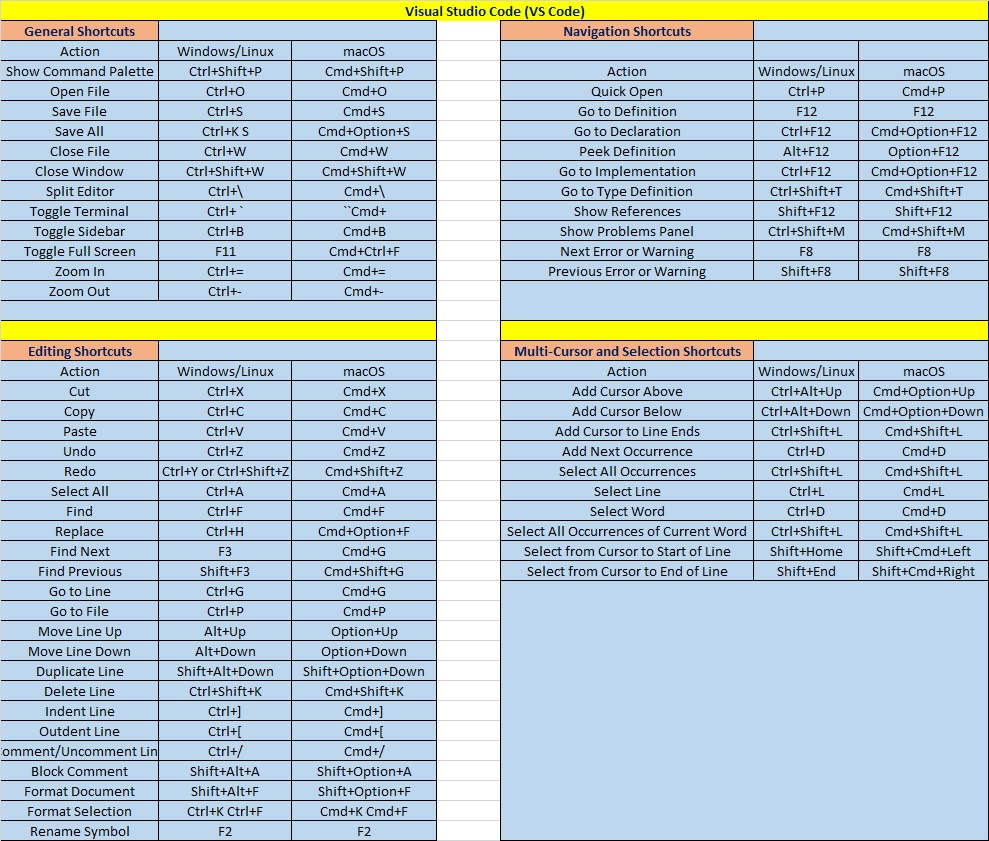 Visual Studio Code (VS Code)
General Shortcuts
Action Windows/Linux macOS
Show Command Palette Ctrl+Shift+P Cmd+Shift+P
Open File Ctrl+O Cmd+O
Save File Ctrl+S Cmd+S
Save All Ctrl+K S Cmd+Option+S
Close File Ctrl+W Cmd+W
Close Window Ctrl+Shift+W Cmd+Shift+W
Split Editor Ctrl+\ Cmd+\
Toggle Terminal Ctrl+ ` ``Cmd+
Toggle Sidebar Ctrl+B Cmd+B
Toggle Full Screen F11 Cmd+Ctrl+F
Zoom In Ctrl+= Cmd+=
Zoom Out Ctrl+- Cmd+-
Navigation Shortcuts
Action Windows/Linux macOS
Quick Open Ctrl+P Cmd+P
Go to Definition F12 F12
Go to Declaration Ctrl+F12 Cmd+Option+F12
Peek Definition Alt+F12 Option+F12
Go to Implementation Ctrl+F12 Cmd+Option+F12
Go to Type Definition Ctrl+Shift+T Cmd+Shift+T
Show References Shift+F12 Shift+F12
Show Problems Panel Ctrl+Shift+M Cmd+Shift+M
Next Error or Warning F8 F8
Previous Error or Warning Shift+F8 Shift+F8
Editing Shortcuts
Action Windows/Linux macOS
Cut Ctrl+X Cmd+X
Copy Ctrl+C Cmd+C
Paste Ctrl+V Cmd+V
Undo Ctrl+Z Cmd+Z
Redo Ctrl+Y or Ctrl+Shift+Z Cmd+Shift+Z
Select All Ctrl+A Cmd+A
Find Ctrl+F Cmd+F
Replace Ctrl+H Cmd+Option+F
Find Next F3 Cmd+G
Find Previous Shift+F3 Cmd+Shift+G
Go to Line Ctrl+G Cmd+G
Go to File Ctrl+P Cmd+P
Move Line Up Alt+Up Option+Up
Move Line Down Alt+Down Option+Down
Duplicate Line Shift+Alt+Down Shift+Option+Down
Delete Line Ctrl+Shift+K Cmd+Shift+K
Indent Line Ctrl+] Cmd+]
Outdent Line Ctrl+[ Cmd+[
omment/Uncomment Lin Ctrl+/ Cmd+/
Block Comment Shift+Alt+A Shift+Option+A
Format Document Shift+Alt+F Shift+Option+F
Format Selection Ctrl+K Ctrl+F Cmd+K Cmd+F
Rename Symbol F2 F2
Multi-Cursor and Selection Shortcuts
Action Windows/Linux macOS
Add Cursor Above Ctrl+Alt+Up Cmd+Option+Up
Add Cursor Below Ctrl+Alt+Down Cmd+Option+Down
Add Cursor to Line Ends Ctrl+Shift+L Cmd+Shift+L
Add Next Occurrence Ctrl+D Cmd+D
Select All Occurrences Ctrl+Shift+L Cmd+Shift+L
Select Line Ctrl+L Cmd+L
Select Word Ctrl+D Cmd+D
Select All Occurrences of Current Word Ctrl+Shift+L Cmd+Shift+L
Select from Cursor to Start of Line Shift+Home Shift+Cmd+Left
Select from Cursor to End of Line Shift+End Shift+Cmd+Right